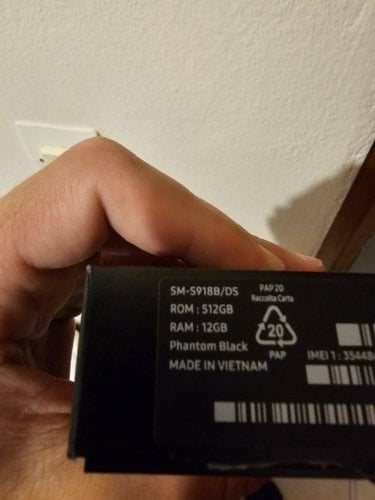 SM-S918B/DS
ROM : 512GB
RAM : 12GB
Phantom Black
MADE IN VIETNAM
PAP 20
Raccolta Carta
20
PAP
IMEI 1 : 35448